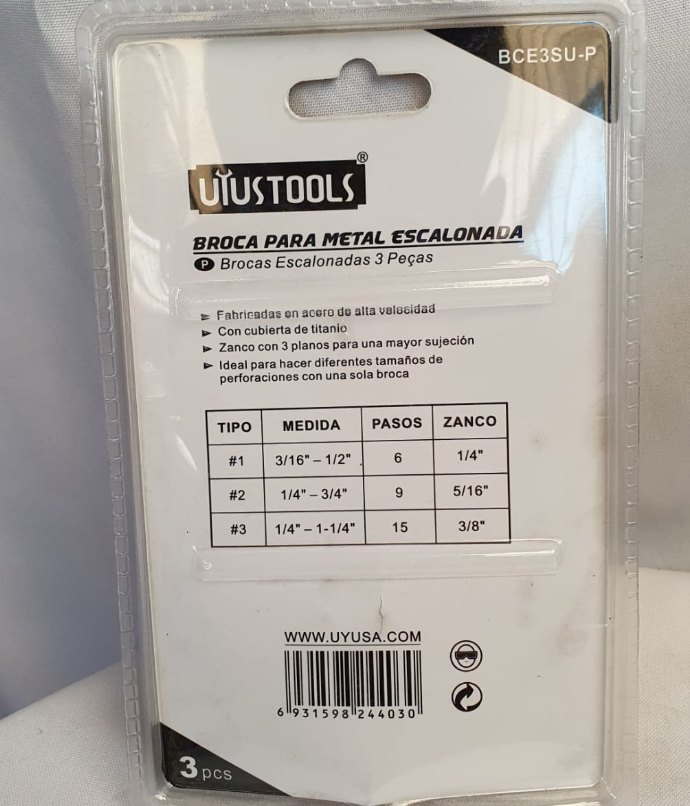 BCE3SU-P
UYUSTOOLS®
BROCA PARA METAL ESCALONADA
P Brocas Escalonadas 3 Peças
Fabricadas en acero de alta velocidad
Con cubierta de titanio
Zanco con 3 planos para una mayor sujeción
Ideal para hacer diferentes tamaños de
perforaciones con una sola broca
TIPO MEDIDA PASOS ZANCO
#1 3/16" – 1/2" 6 1/4"
#2 1/4" – 3/4" 9 5/16"
#3 1/4" – 1-1/4" 15 3/8"
WWW.UYUSA.COM
6 931598 244030
3 pcs